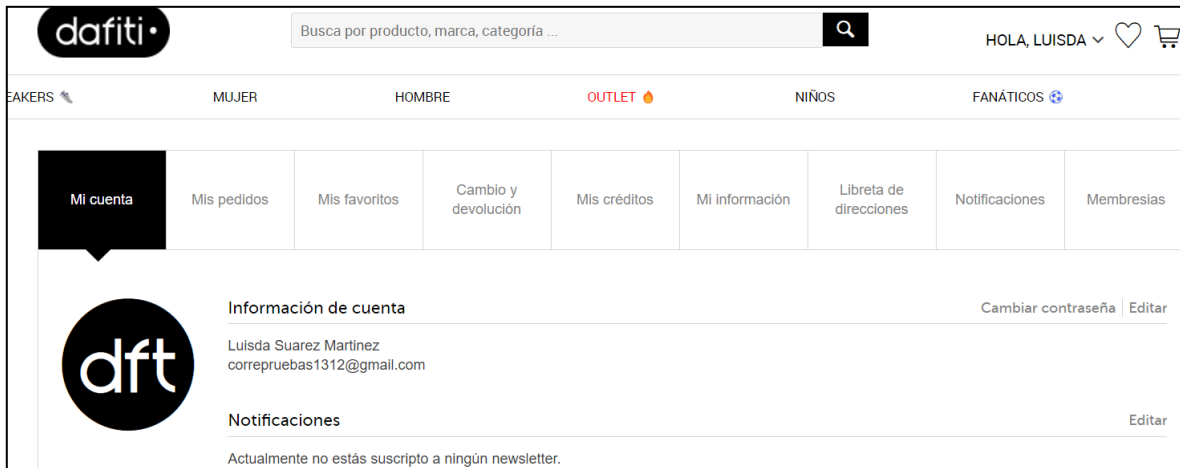 dafiti
Busca por producto, marca, categoría ...
HOLA, LUISDA
EAKERS MUJER HOMBRE OUTLET NIÑOS FANÁTICOS
Mi cuenta
Mis pedidos
Mis favoritos
Cambio y
devolución
Mis créditos
Mi información
Libreta de
direcciones
Notificaciones
Membresias
dft
Información de cuenta
Cambiar contraseña | Editar
Luisda Suarez Martinez
correpruebas1312@gmail.com
Notificaciones
Editar
Actualmente no estás suscripto a ningún newsletter.